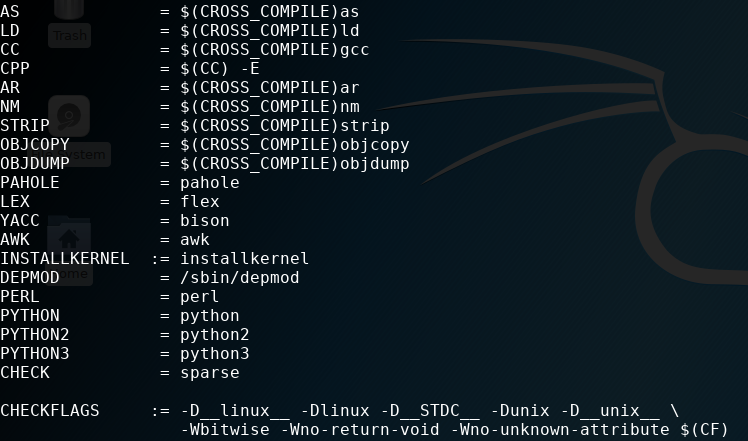 AS              = $(CROSS_COMPILE)as
LD              = $(CROSS_COMPILE)ld
CC              = $(CROSS_COMPILE)gcc
CPP             = $(CC) -E
AR              = $(CROSS_COMPILE)ar
NM              = $(CROSS_COMPILE)nm
STRIP           = $(CROSS_COMPILE)strip
OBJCOPY         = $(CROSS_COMPILE)objcopy
OBJDUMP         = $(CROSS_COMPILE)objdump
PAHOLE          = pahole
LEX             = flex
YACC            = bison
AWK             = awk
INSTALLKERNEL  := installkernel
DEPMOD          = /sbin/depmod
PERL            = perl
PYTHON          = python
PYTHON2         = python2
PYTHON3         = python3
CHECK           = sparse

CHECKFLAGS     := -D__linux__ -Dlinux -D__STDC__ -Dunix -D__unix__ \
                  -Wbitwise -Wno-return-void -Wno-unknown-attribute $(CF)
Trash